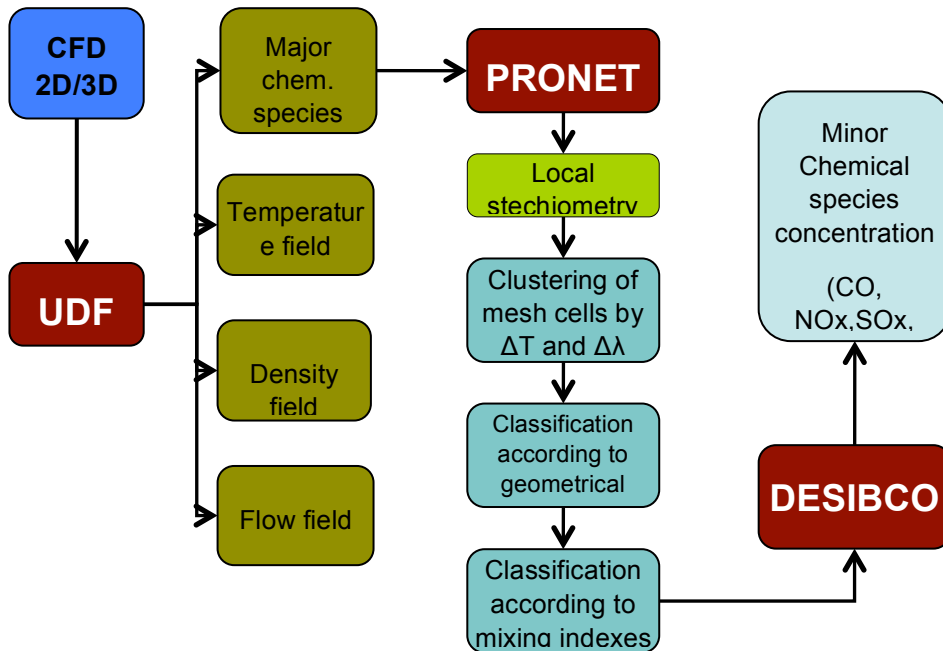 CFD
2D/3D
UDF
Major
chem.
species
Temperatur
e field
Density
field
Flow field
PRONET
Local
stechiometry
Clustering of
mesh cells by
ΔT and Δλ
Classification
according to
geometrical
Classification
according to
mixing indexes
DESIBCO
Minor
Chemical
species
concentration
(CO,
NOx,SOx,